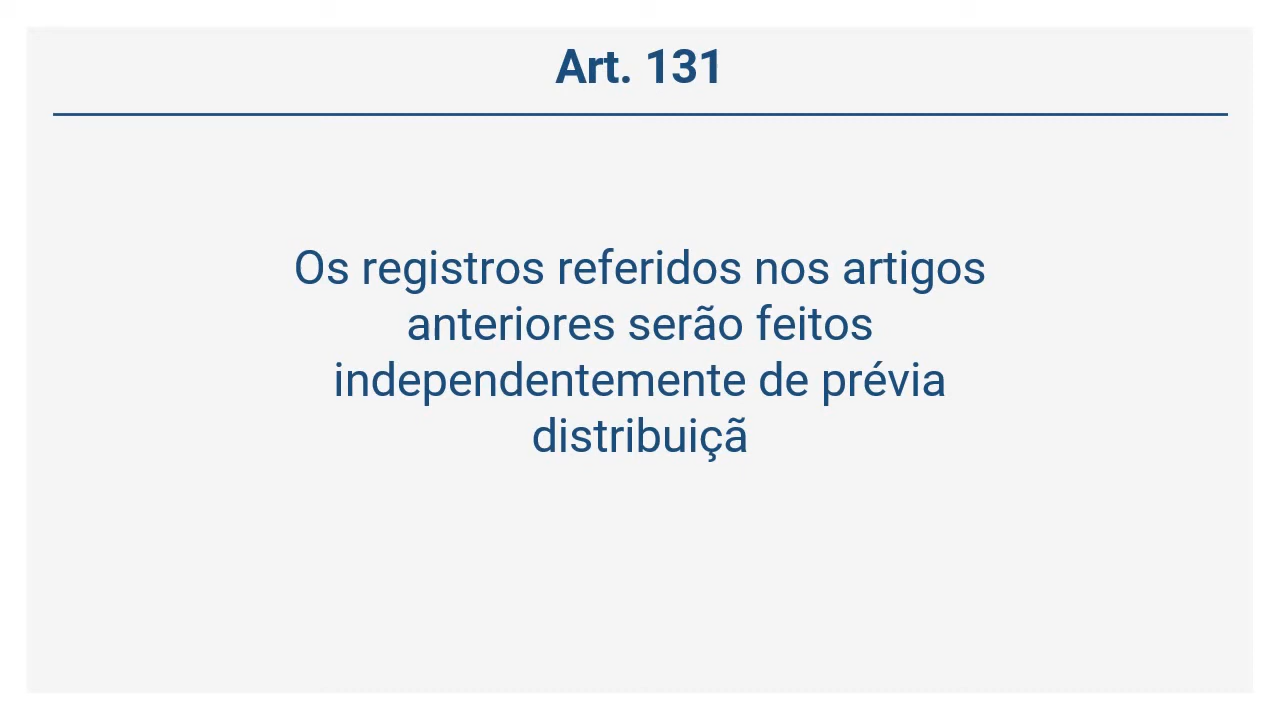 Art. 131
Os registros referidos nos artigos
anteriores serão feitos
independentemente de prévia
distribuiçã